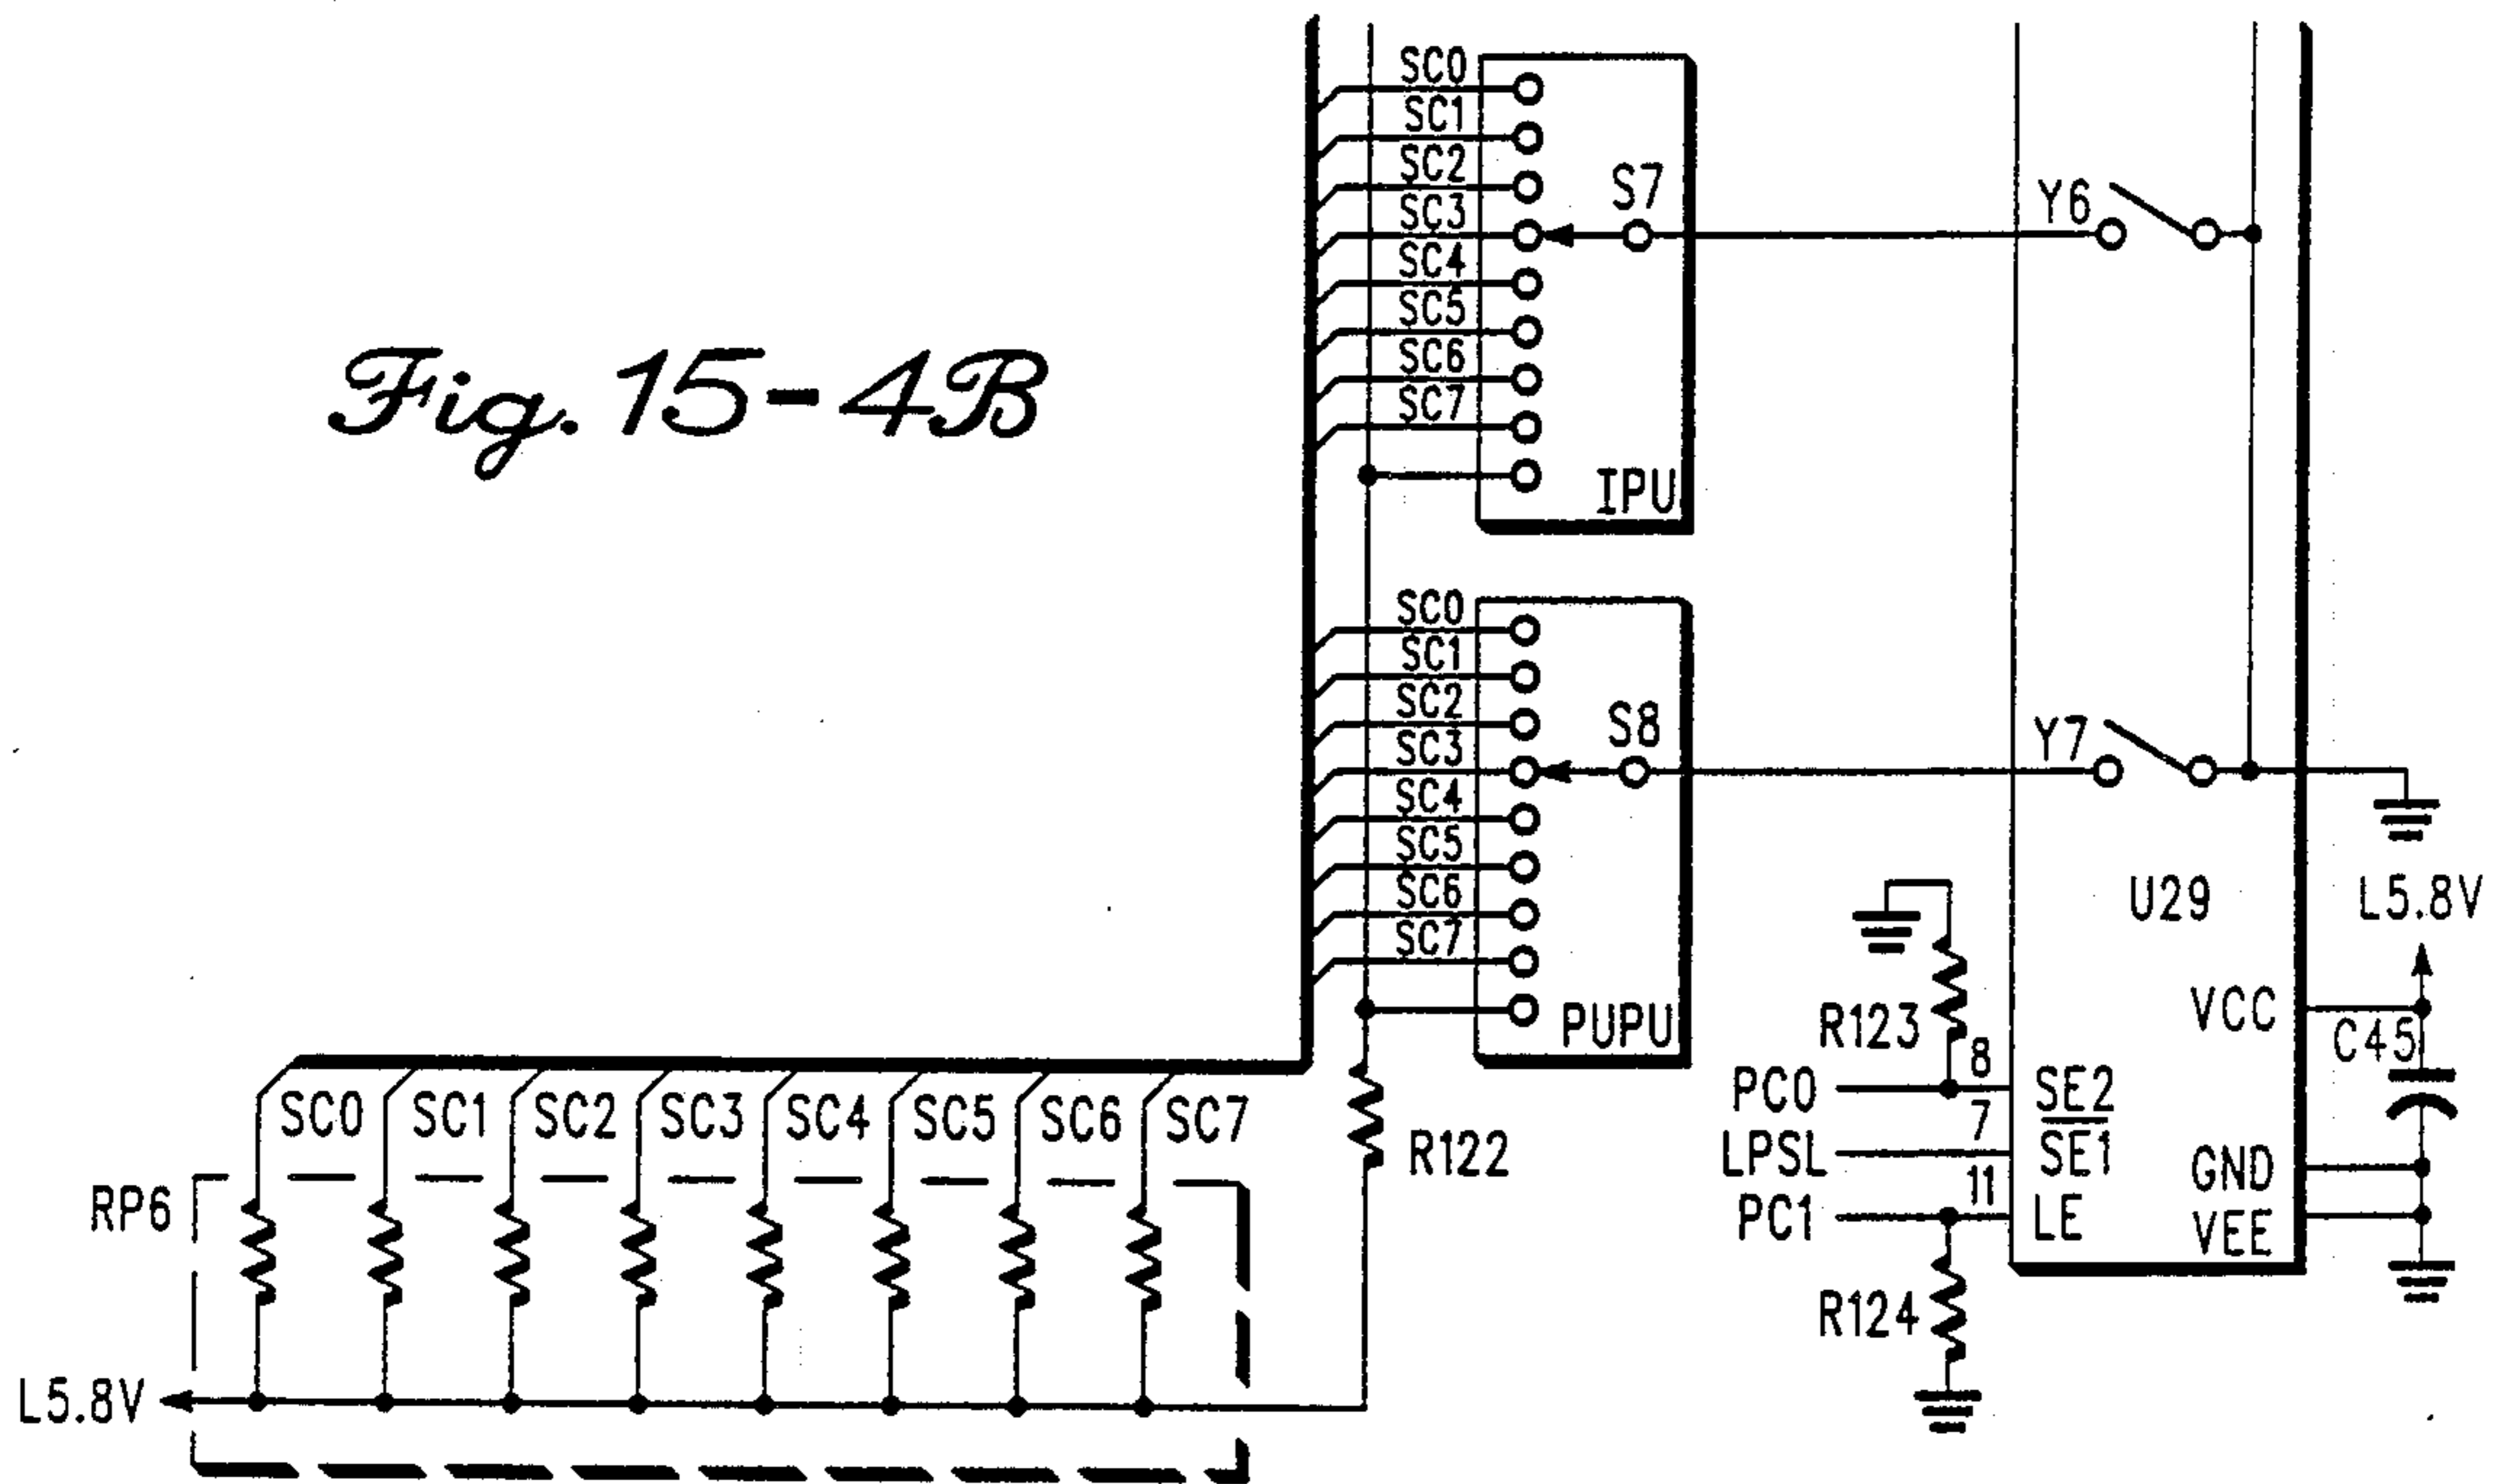 SC0
SC1
SC2
SC3
SC4
SC5
SC6
SC7
S7
IPU
Y6
Fig. 15-4B
SC0
SC1
SC2
SC3
SC4
SC5
SC6
SC7
S8
PUPU
Y7
U29
L5.8V
VCC
C45
R123
8
PC0
SE2
7
LPSL
SE1
11
PC1
LE
GND
VEE
R124
SC0 SC1 SC2 SC3 SC4 SC5 SC6 SC7
R122
RP6
L5.8V